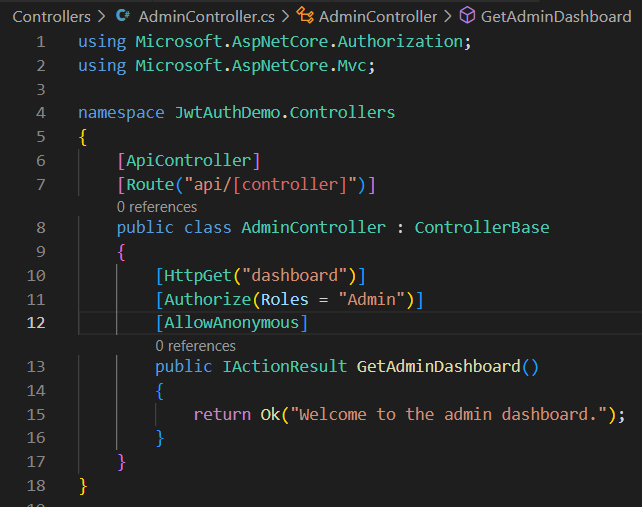 Controllers > C# AdminController.cs > AdminController > GetAdminDashboard
1 using Microsoft.AspNetCore.Authorization;
2 using Microsoft.AspNetCore.Mvc;
3
4 namespace JwtAuthDemo.Controllers
5 {
6 [ApiController]
7 [Route("api/[controller]")]
0 references
8 public class AdminController : ControllerBase
9 {
10 [HttpGet("dashboard")]
11 [Authorize(Roles = "Admin")]
12 [AllowAnonymous]
0 references
13 public IActionResult GetAdminDashboard()
14 {
15 return Ok("Welcome to the admin dashboard.");
16 }
17 }
18 }